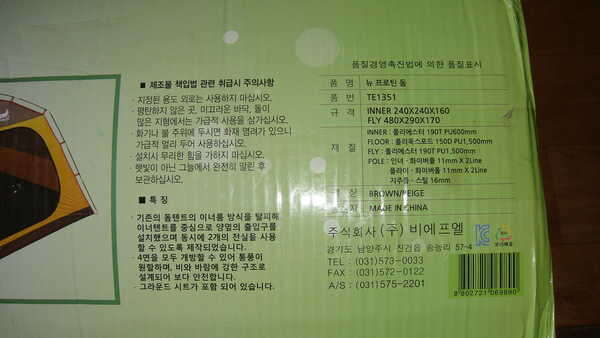 ■ 제조물 책임법 관련 취급시 주의사항
· 지정된 용도 외로는 사용하지 마십시오.
· 평탄하지 않은 곳, 미끄러운 바닥, 돌이
많은 지형에서는 가급적 사용을 삼가십시오.
· 화기나 불 주위에 두시면 화재 염려가 있으니
가급적 멀리 두어 사용하십시오.
· 설치시 무리한 힘을 가하지 마십시오.
· 햇빛이 아닌 그늘에서 완전히 말린 후
보관하십시오.
■ 특 징
· 기존의 돔텐트의 이너룸 방식을 탈피해
이너텐트를 중심으로 양옆의 출입구를
설치했으며 동시에 2개의 전실을 사용할
수 있도록 제작되었습니다.
· 4면을 모두 개방할 수 있어 통풍이
원할하며, 비와 바람에 강한 구조로
설계되어 보다 안전합니다.
· 그라운드 시트가 포함 되어 있습니다.
품질경영촉진법에 의한 품질표시
품 명 뉴 프로틴 돔
품 번 TE1351
규 격 INNER 240X240X160
FLY 480X290X170
재 질 INNER : 폴리에스터 190T PU600mm
FLOOR : 폴리옥스포드 150D PU1,500mm
FLY : 폴리에스터 190T PU1,500mm
POLE : 인너 · 화이버폴 11mm X 2Line
플라이 · 화이버폴 11mm X 2Line
지주폴 · 스틸 16mm
색 상 BROWN/BEIGE
MADE IN CHINA
주식회사 (주) 비에프엘
경기도 남양주시 진건읍 송능리 57-4
TEL : (031)573-0033
FAX : (031)572-0122
A/S : (031)575-2201
8 802721 069890